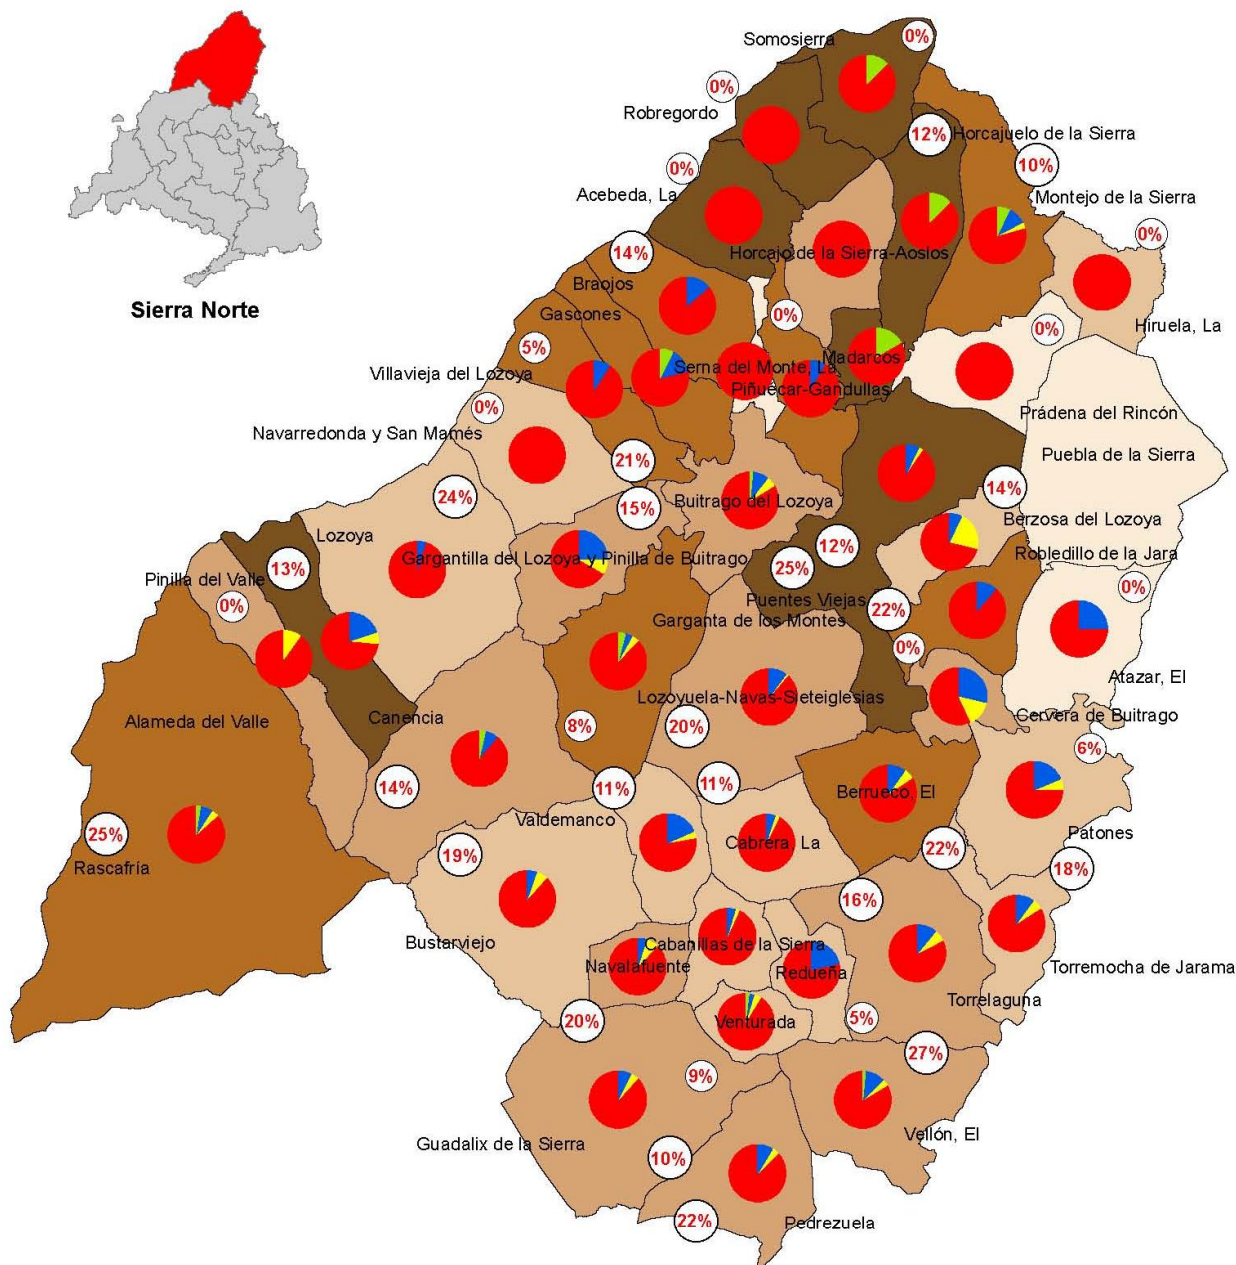 Somosierra
0%
0%
Robregordo
12%
Horcajuelo de la Sierra
10%
0%
Acebeda, La
Montejo de la Sierra
0%
14%
Horcajo de la Sierra-Aoslos
Braojos
Sierra Norte
Gascones
0%
0%
Hiruela, La
5%
Madarcos
Serna del Monte, La
Villavieja del Lozoya
Piñuécar-Gandullas
0%
Prádena del Rincón
Navarredonda y San Mamés
Puebla de la Sierra
21%
24%
Buitrago del Lozoya
14%
15%
Berzosa del Lozoya
Lozoya
12%
Gargantilla del Lozoya y Pinilla de Buitrago
Robledillo de la Jara
13%
25%
Pinilla del Valle
0%
Puentes Viejas
22%
0%
Garganta de los Montes
0%
Atazar, El
Lozoyuela-Navas-Sieteiglesias
Alameda del Valle
Canencia
8%
20%
Cervera de Buitrago
6%
14%
11%
11%
Berrueco, El
Valdemanco
25%
Patones
Cabrera, La
19%
22%
Rascafría
18%
16%
Bustarviejo
Cabanillas de la Sierra
Navalafuente
Redueña
Torremocha de Jarama
Torrelaguna
20%
Venturada
5%
27%
9%
Guadalix de la Sierra
Vellón, El
10%
22%
Pedrezuela